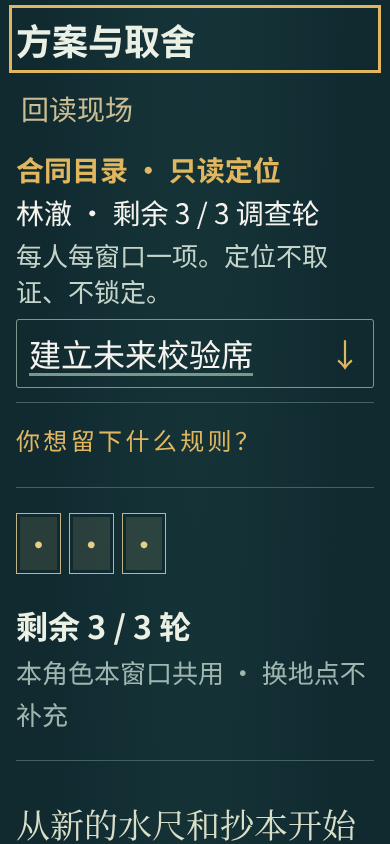 方案与取舍
回读现场
合同目录 · 只读定位
林澈 · 剩余 3 / 3 调查轮
每人每窗口一项。定位不取
证、不锁定。
建立未来校验席 ↓
你想留下什么规则？
剩余 3 / 3 轮
本角色本窗口共用 · 换地点不
补充
从新的水尺和抄本开始